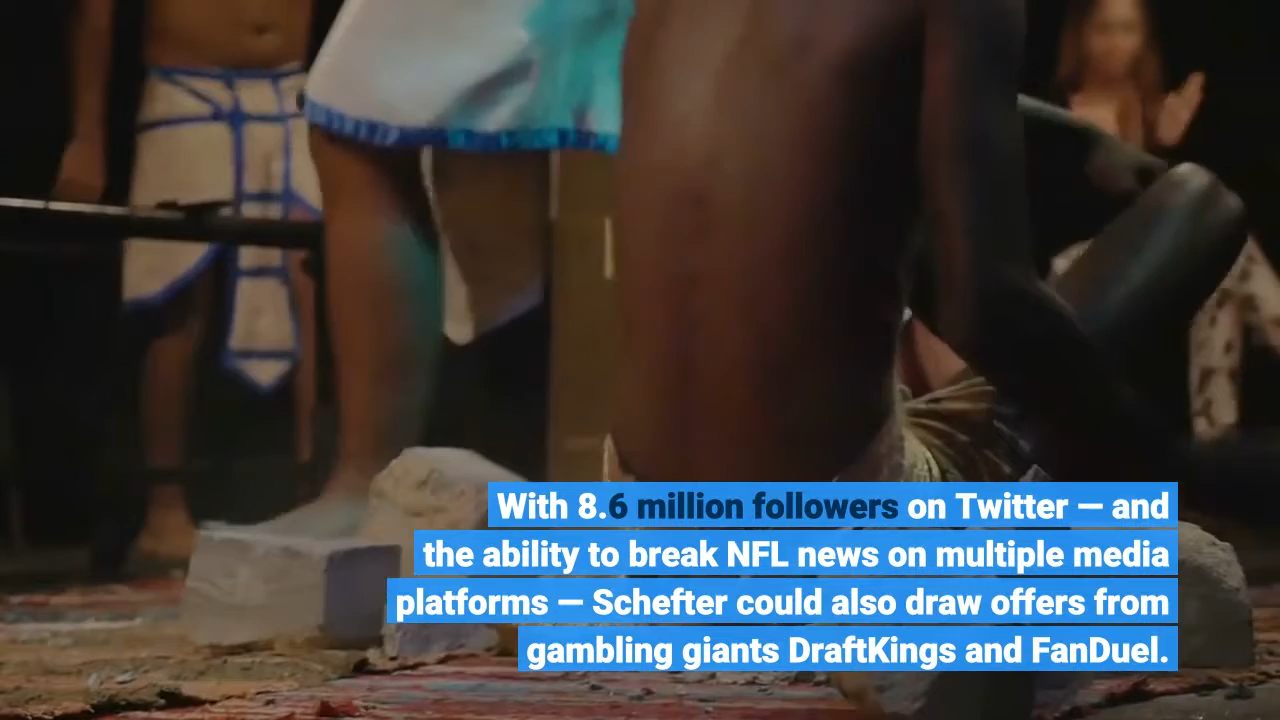 With 8.6 million followers on Twitter — and
the ability to break NFL news on multiple media
platforms — Schefter could also draw offers from
gambling giants DraftKings and FanDuel.